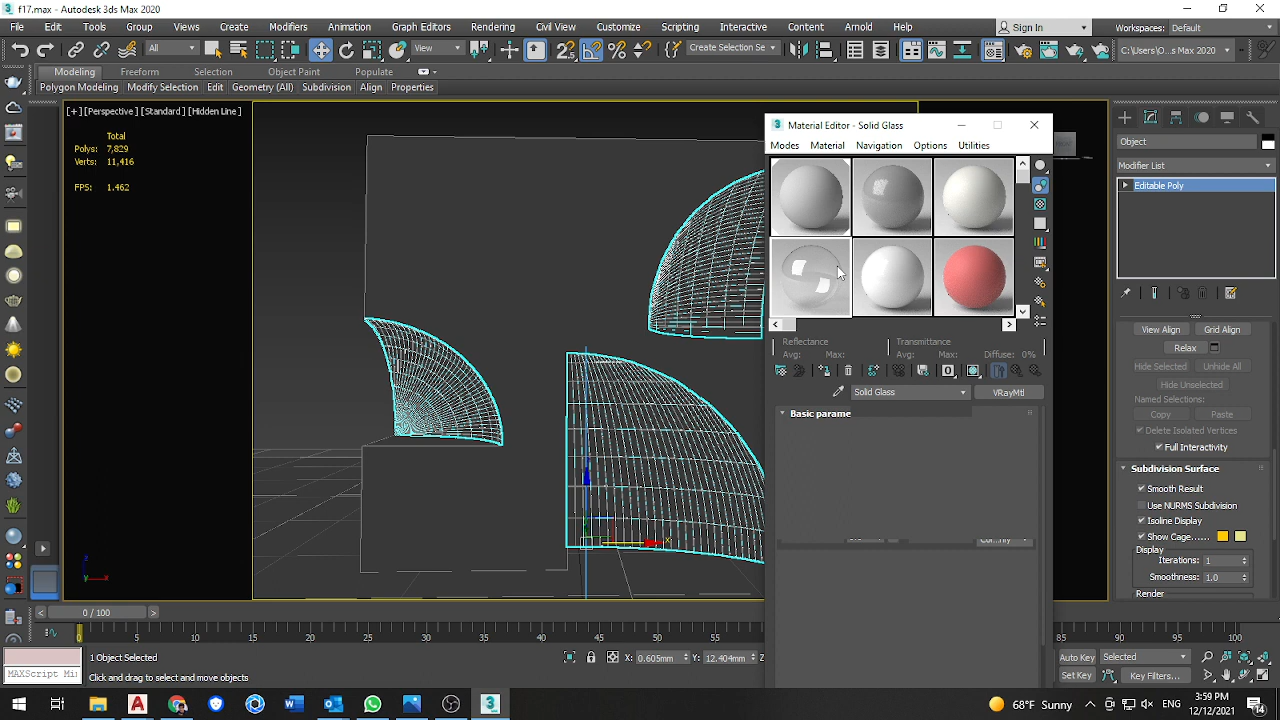 f17.max - Autodesk 3ds Max 2020
File Edit Tools Group Views Create Modifiers Animation Graph Editors Rendering Civil View Customize Scripting Interactive Content Arnold Help
Sign In
Workspaces: Default
All
View
Create Selection Se
C:\Users\O...s Max 2020
Modeling Freeform Selection Object Paint Populate
Polygon Modeling Modify Selection Edit Geometry (All) Subdivision Align Properties
[+] [Perspective] [Standard] [Hidden Line]
Total
Polys: 7,829
Verts: 11,416
FPS: 1.462
Material Editor - Solid Glass
Modes Material Navigation Options Utilities
Reflectance
Avg: Max:
Transmittance
Avg: Max: Diffuse: 0%
Solid Glass
VRayMtl
Basic parame
Object
Modifier List
Editable Poly
View Align Grid Align
Relax
Hide Selected Unhide All
Hide Unselected
Named Selections:
Copy Paste
Delete Isolated Vertices
Full Interactivity
Subdivision Surface
Smooth Result
Use NURMS Subdivision
Isoline Display
Show Cage......
Display
Iterations: 1
Smoothness: 1.0
Render
z
y x
x
0 / 100
0 5 10 15 20 25 30 35 40 45 50 55 85 90 95 100
1 Object Selected
Click and drag to select and move objects
MAXScript Mi
X: 0.605mm Y: 12.404mm Z
Auto Key Selected
Set Key Key Filters...
68°F Sunny
ENG
3:59 PM
12/12/2021
14